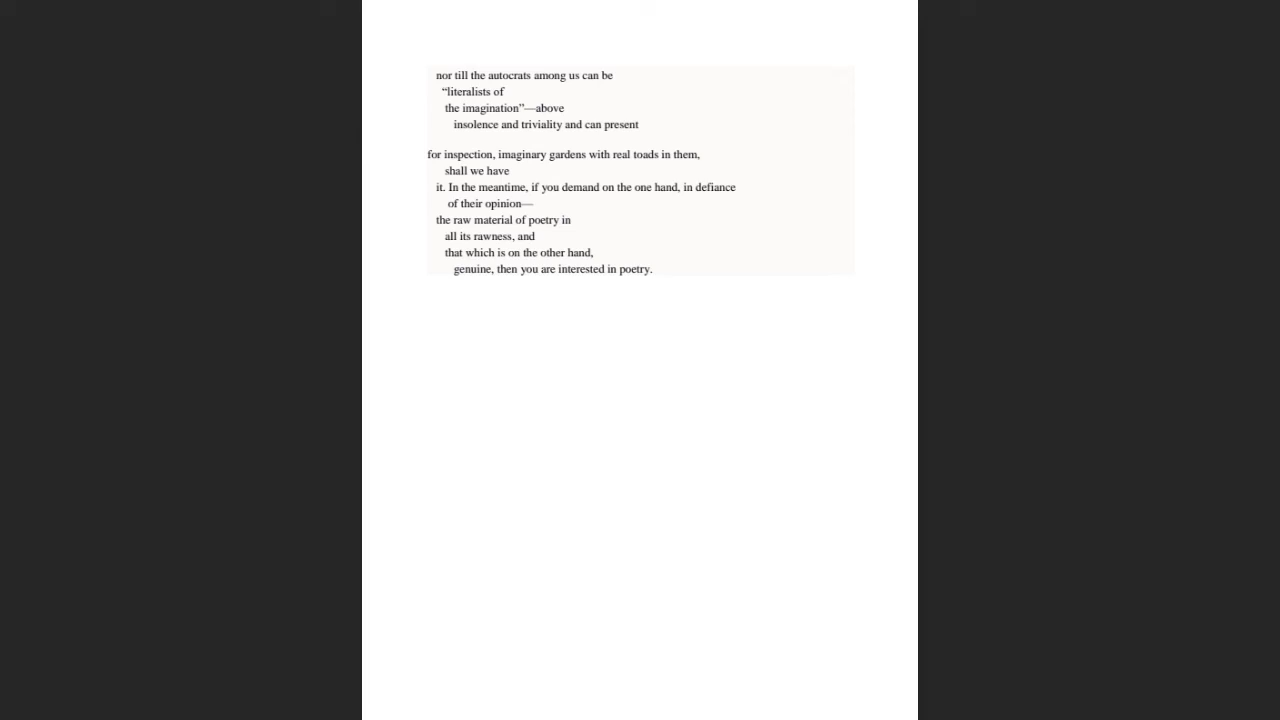 nor till the autocrats among us can be
“literalists of
the imagination”—above
insolence and triviality and can present
for inspection, imaginary gardens with real toads in them,
shall we have
it. In the meantime, if you demand on the one hand, in defiance
of their opinion—
the raw material of poetry in
all its rawness, and
that which is on the other hand,
genuine, then you are interested in poetry.